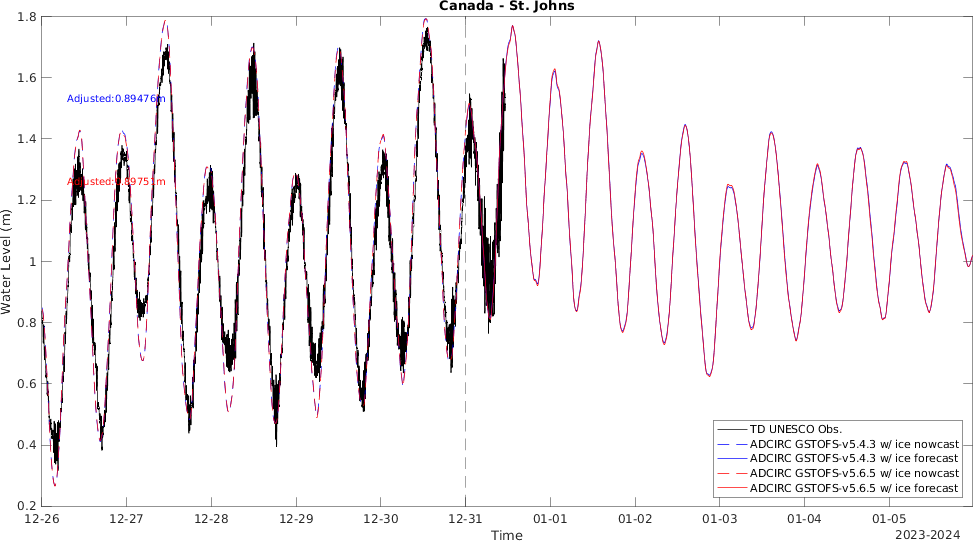 Canada - St. Johns
1.8
1.6
1.4
1.2
1
0.8
0.6
0.4
0.2
Water Level (m)
Adjusted:0.89476m
Adjusted:0.89751m
TD UNESCO Obs.
ADCIRC GSTOFS-v5.4.3 w/ ice nowcast
ADCIRC GSTOFS-v5.4.3 w/ ice forecast
ADCIRC GSTOFS-v5.6.5 w/ ice nowcast
ADCIRC GSTOFS-v5.6.5 w/ ice forecast
12-26 12-27 12-28 12-29 12-30 12-31 01-01 01-02 01-03 01-04 01-05
Time
2023-2024